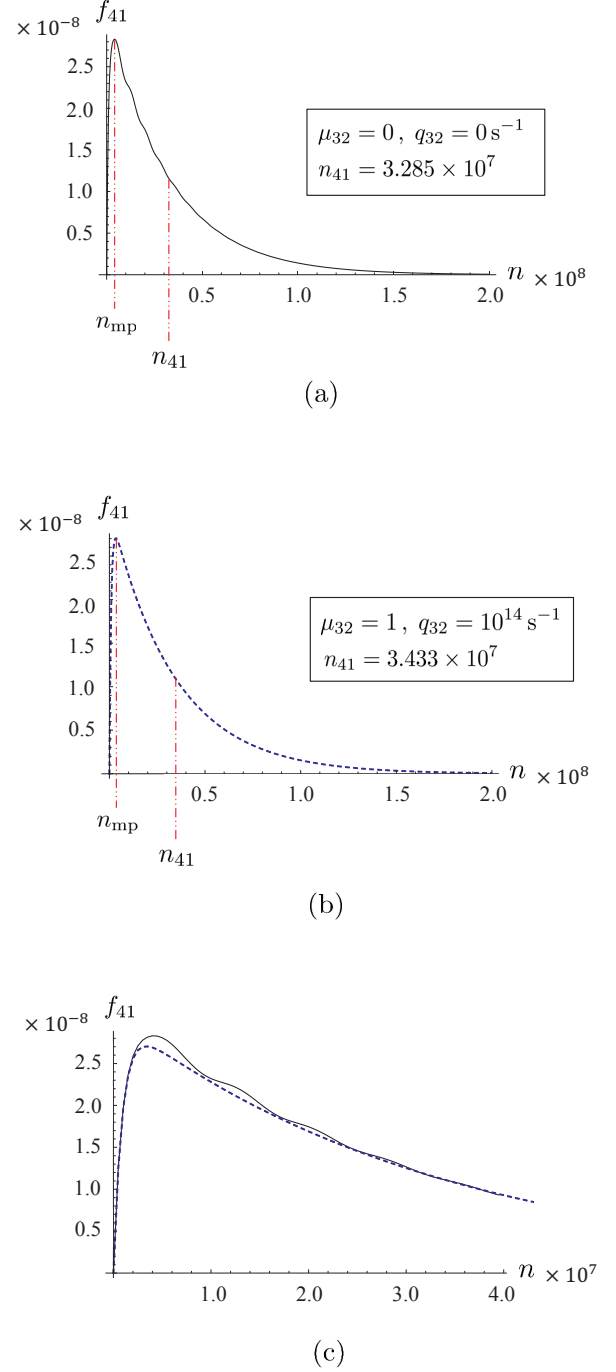 f₄₁
× 10⁻⁸
2.5
2.0
1.5
1.0
0.5
μ₃₂ = 0 , q₃₂ = 0 s⁻¹
n₄₁ = 3.285 × 10⁷
n × 10⁸
0.5 1.0 1.5 2.0
n_mp
n₄₁
(a)
f₄₁
× 10⁻⁸
2.5
2.0
1.5
1.0
0.5
μ₃₂ = 1 , q₃₂ = 10¹⁴ s⁻¹
n₄₁ = 3.433 × 10⁷
n × 10⁸
0.5 1.0 1.5 2.0
n_mp
n₄₁
(b)
f₄₁
× 10⁻⁸
2.5
2.0
1.5
1.0
0.5
n × 10⁷
1.0 2.0 3.0 4.0
(c)